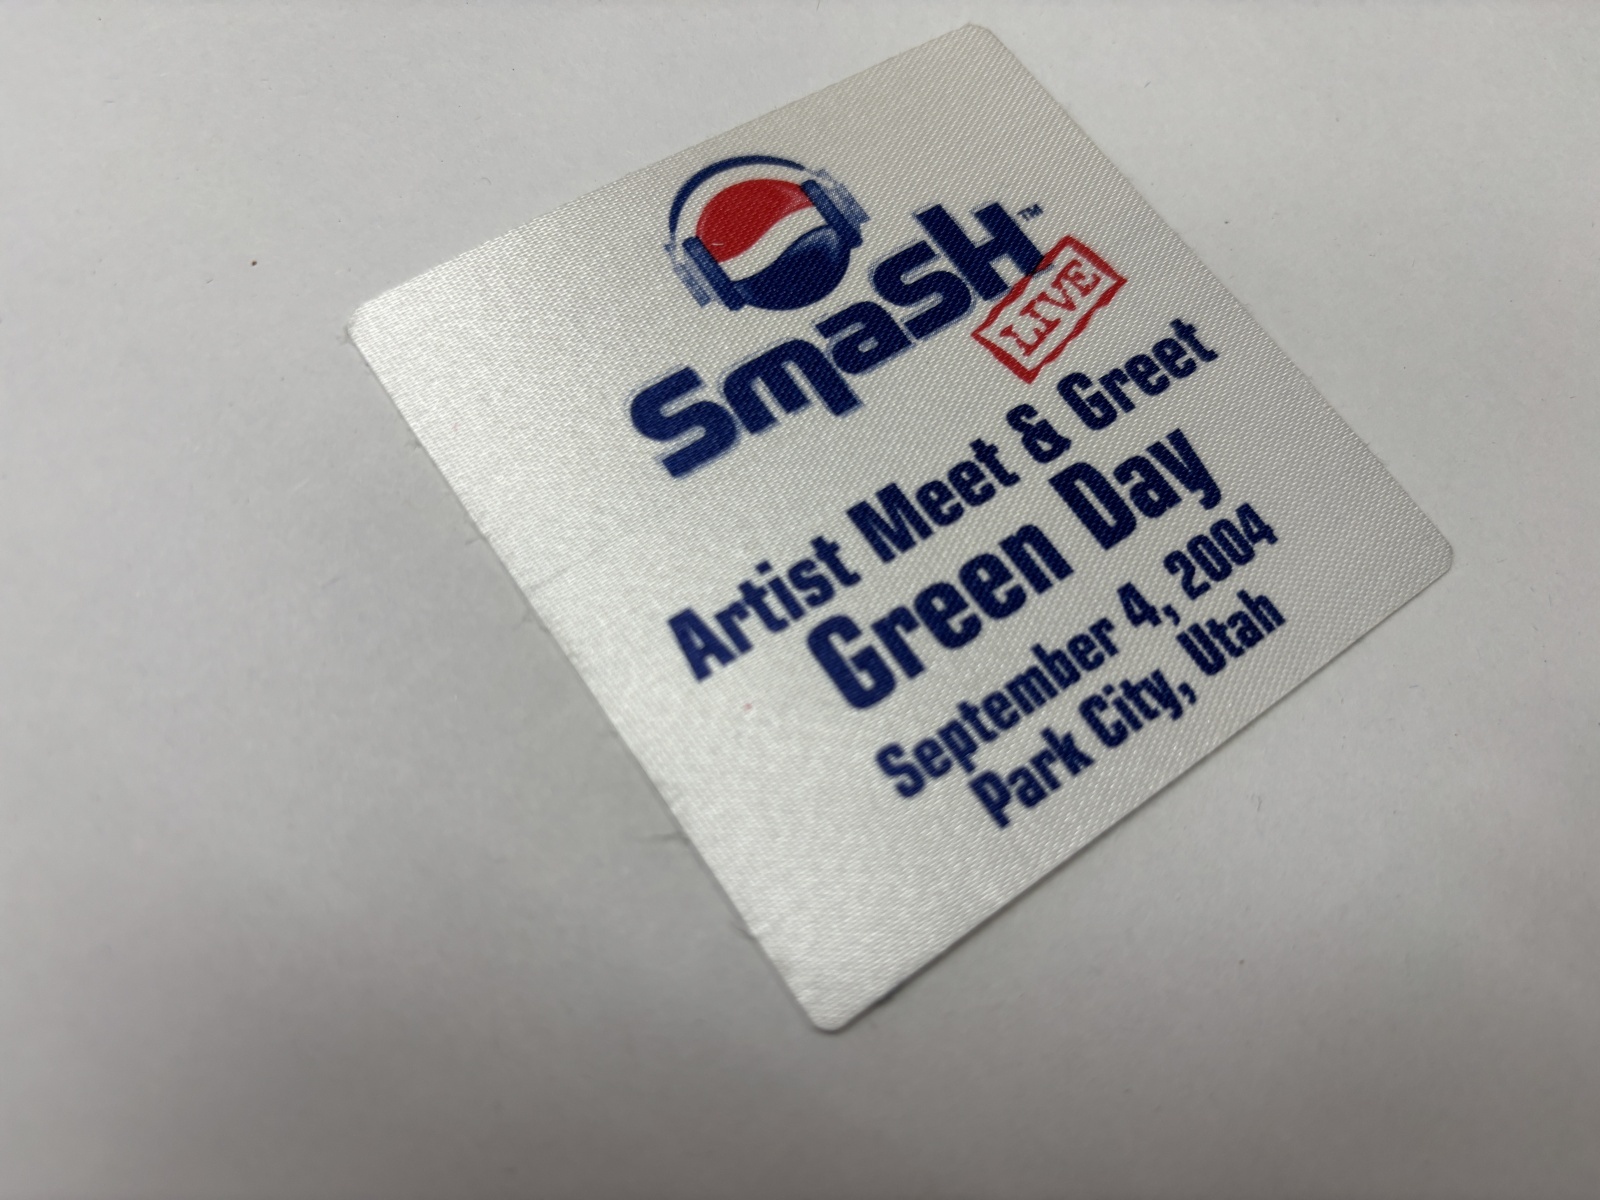 Smash™
LIVE
Artist Meet & Greet
Green Day
September 4, 2004
Park City, Utah